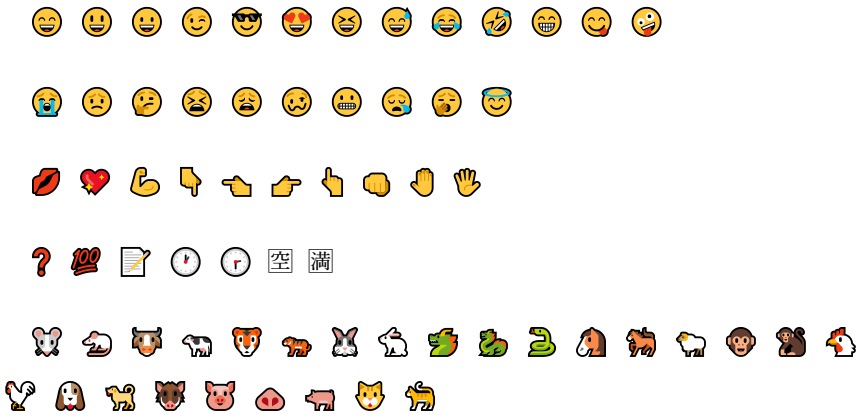 😄 😃 😀 😉 😎 😍 😆 😅 😂 🤣 😁 😋 🤪
😭 😟 🤔 😫 😩 🥴 😬 😪 🥱 😇
💋 💖 💪 👇 👈 👉 👆 👊 🤚 🖐
❓ 💯 📝 🕐 🕒 🈳 🈵
🐭 🐁 🐮 🐄 🐯 🐅 🐰 🐇 🐲 🐉 🐍 🐴 🐎 🐑 🐵 🐒 🐔
🐓 🐶 🐕 🐗 🐷 🐽 🐖 🐱 🐈